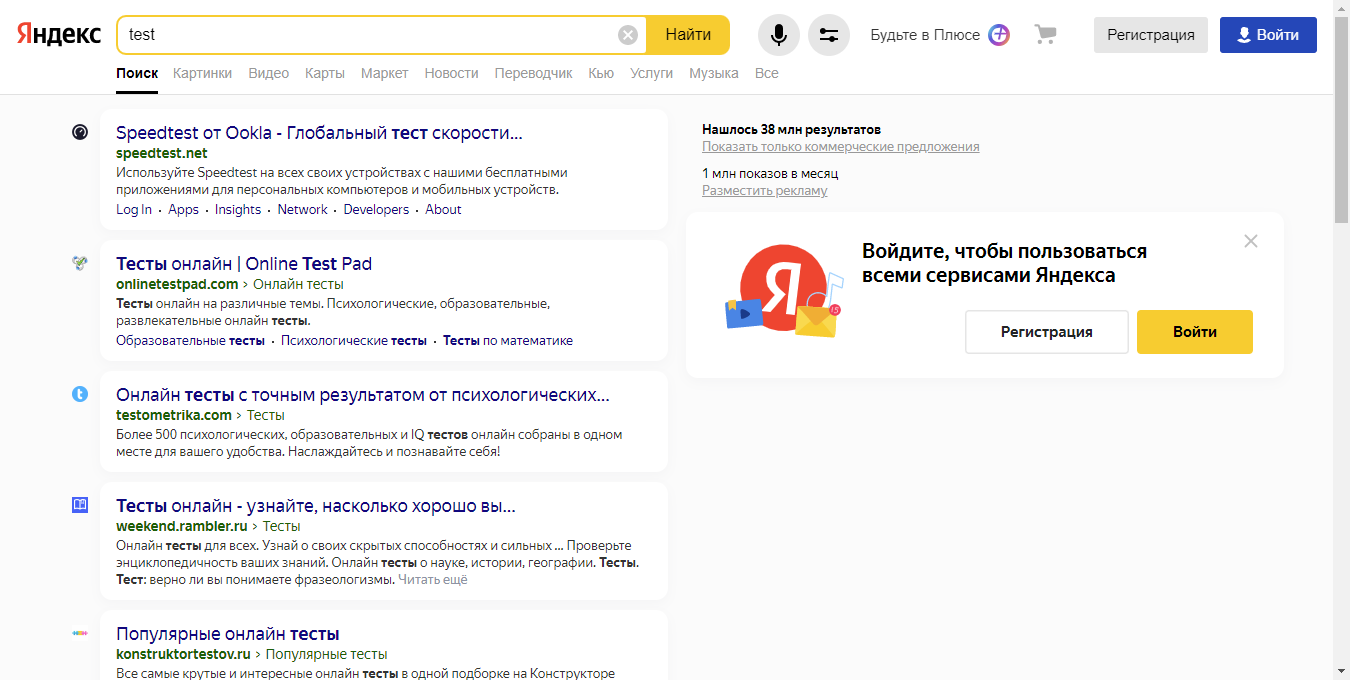 Яндекс test Найти Будьте в Плюсе Регистрация Войти
Поиск Картинки Видео Карты Маркет Новости Переводчик Кью Услуги Музыка Все
Speedtest от Ookla - Глобальный тест скорости...
speedtest.net
Используйте Speedtest на всех своих устройствах с нашими бесплатными
приложениями для персональных компьютеров и мобильных устройств.
Log In · Apps · Insights · Network · Developers · About
Тесты онлайн | Online Test Pad
onlinetestpad.com › Онлайн тесты
Тесты онлайн на различные темы. Психологические, образовательные,
развлекательные онлайн тесты.
Образовательные тесты · Психологические тесты · Тесты по математике
Онлайн тесты с точным результатом от психологических...
testometrika.com › Тесты
Более 500 психологических, образовательных и IQ тестов онлайн собраны в одном
месте для вашего удобства. Наслаждайтесь и познавайте себя!
Тесты онлайн - узнайте, насколько хорошо вы...
weekend.rambler.ru › Тесты
Онлайн тесты для всех. Узнай о своих скрытых способностях и сильных ... Проверьте
энциклопедичность ваших знаний. Онлайн тесты о науке, истории, географии. Тесты.
Тест: верно ли вы понимаете фразеологизмы. Читать ещё
Популярные онлайн тесты
konstruktortestov.ru › Популярные тесты
Все самые крутые и интересные онлайн тесты в одной подборке на Конструкторе
Нашлось 38 млн результатов
Показать только коммерческие предложения
1 млн показов в месяц
Разместить рекламу
Я
15
Войдите, чтобы пользоваться
всеми сервисами Яндекса
Регистрация Войти